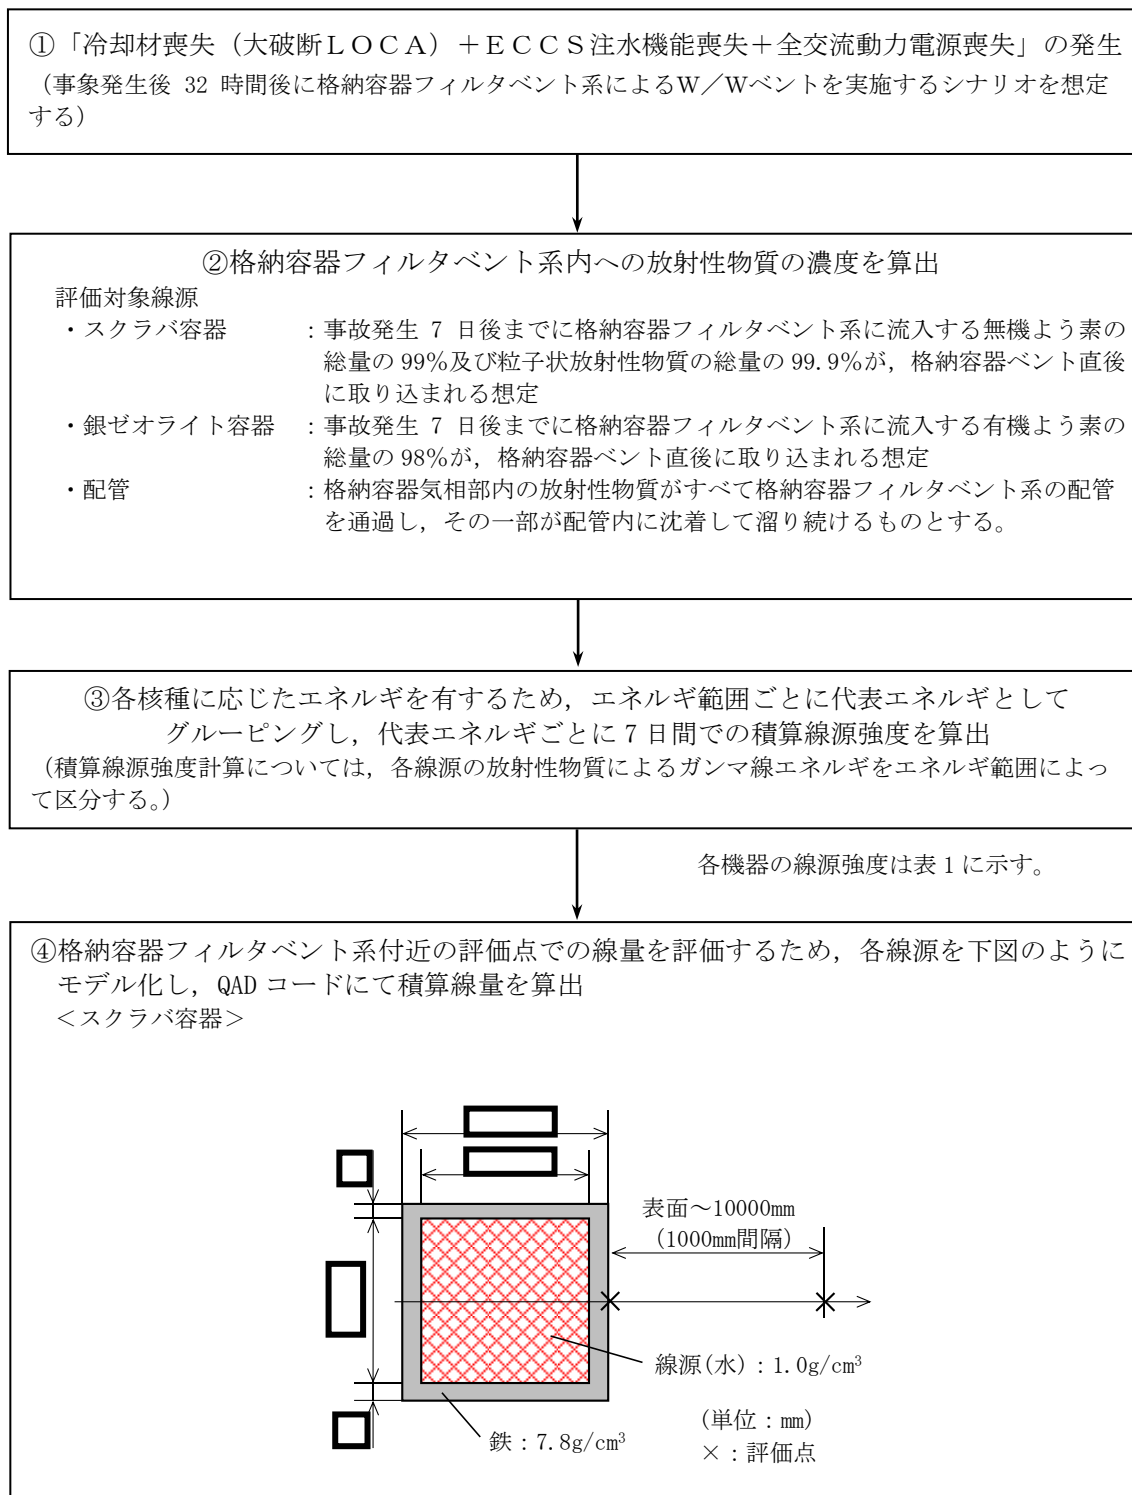 ①「冷却材喪失（大破断ＬＯＣＡ）＋ＥＣＣＳ注水機能喪失＋全交流動力電源喪失」の発生
（事象発生後 32 時間後に格納容器フィルタベント系によるＷ／Ｗベントを実施するシナリオを想定
する）
②格納容器フィルタベント系内への放射性物質の濃度を算出
評価対象線源
・スクラバ容器　：事故発生 7 日後までに格納容器フィルタベント系に流入する無機よう素の
総量の 99％及び粒子状放射性物質の総量の 99.9％が，格納容器ベント直後
に取り込まれる想定
・銀ゼオライト容器　：事故発生 7 日後までに格納容器フィルタベント系に流入する有機よう素の
総量の 98％が，格納容器ベント直後に取り込まれる想定
・配管　：格納容器気相部内の放射性物質がすべて格納容器フィルタベント系の配管
を通過し，その一部が配管内に沈着して溜り続けるものとする。
③各核種に応じたエネルギを有するため，エネルギ範囲ごとに代表エネルギとして
グルーピングし，代表エネルギごとに 7 日間での積算線源強度を算出
（積算線源強度計算については，各線源の放射性物質によるガンマ線エネルギをエネルギ範囲によっ
て区分する。）
各機器の線源強度は表 1 に示す。
④格納容器フィルタベント系付近の評価点での線量を評価するため，各線源を下図のように
モデル化し，QAD コードにて積算線量を算出
＜スクラバ容器＞
表面～10000mm
(1000mm間隔)
線源(水)：1.0g/cm³
鉄：7.8g/cm³
(単位：mm)
×：評価点